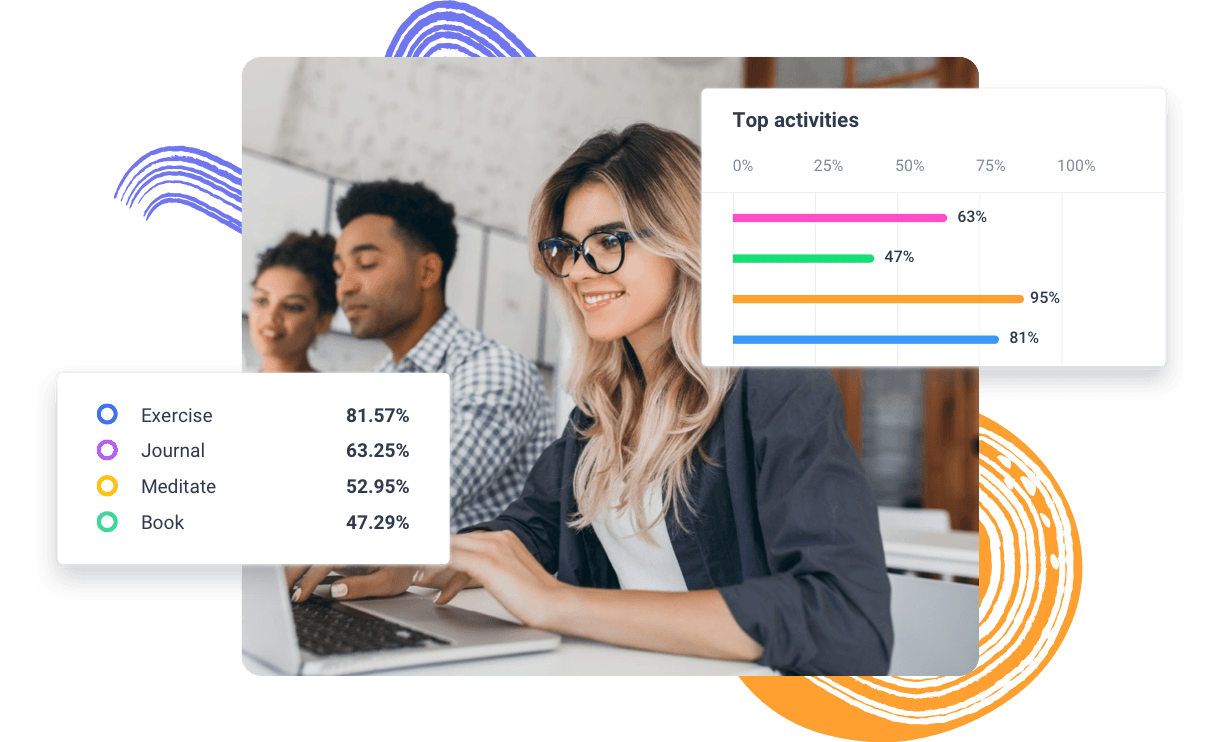 Top activities
0% 25% 50% 75% 100%
63%
47%
95%
81%
Exercise 81.57%
Journal 63.25%
Meditate 52.95%
Book 47.29%